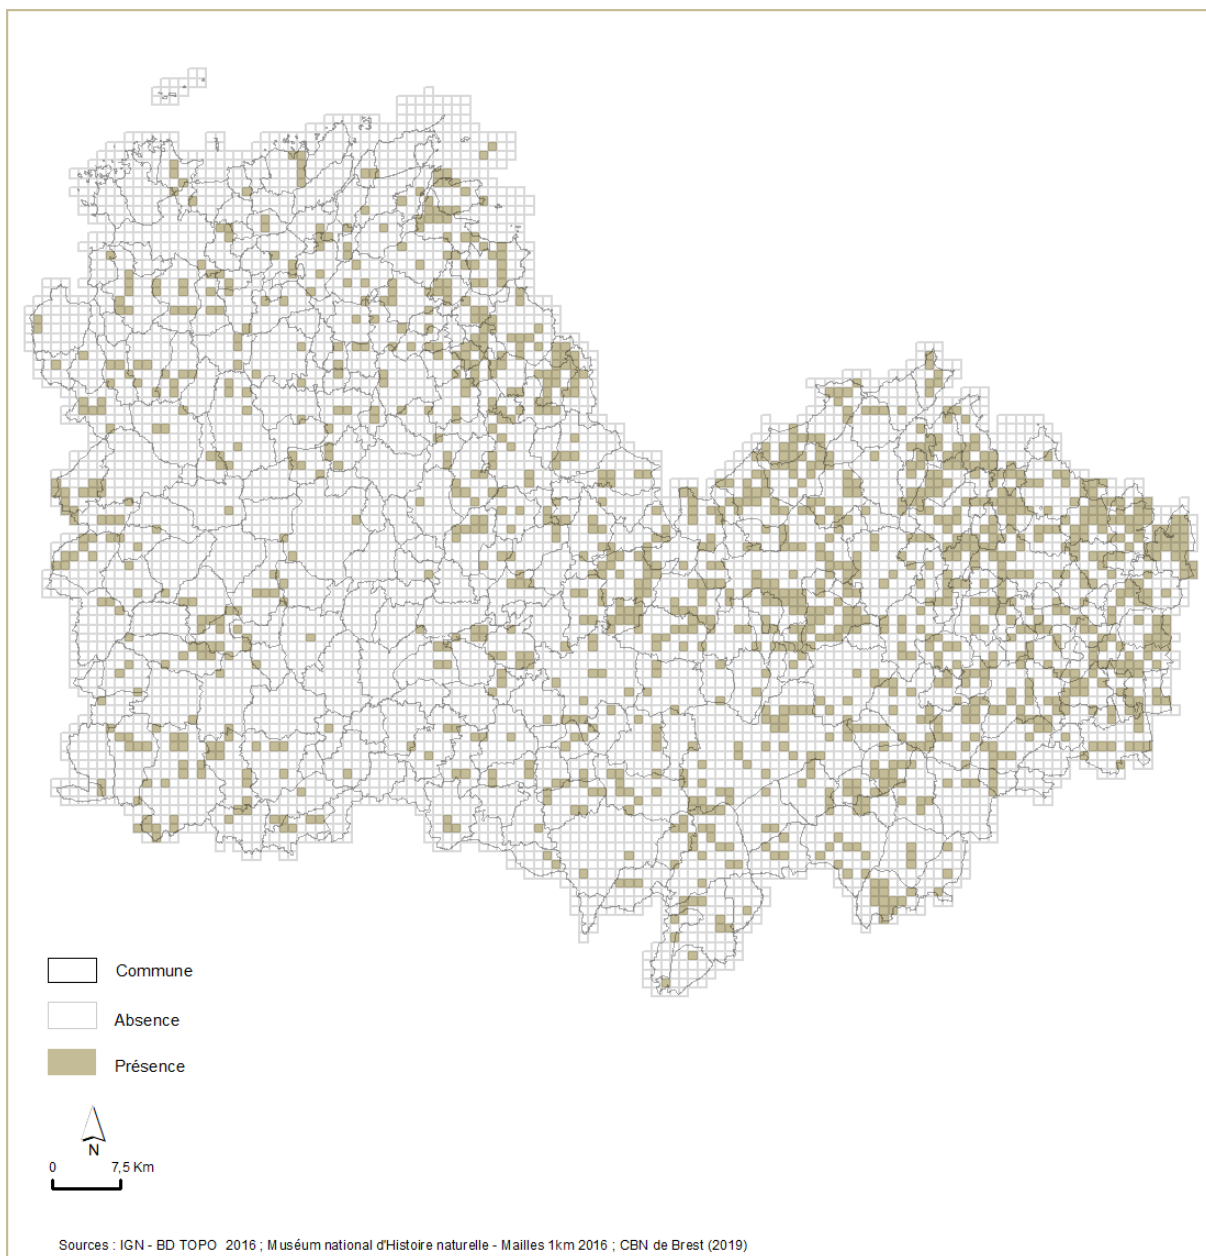 Commune
Absence
Présence
N
0 7,5 Km
Sources : IGN - BD TOPO 2016 ; Muséum national d'Histoire naturelle - Mailles 1km 2016 ; CBN de Brest (2019)